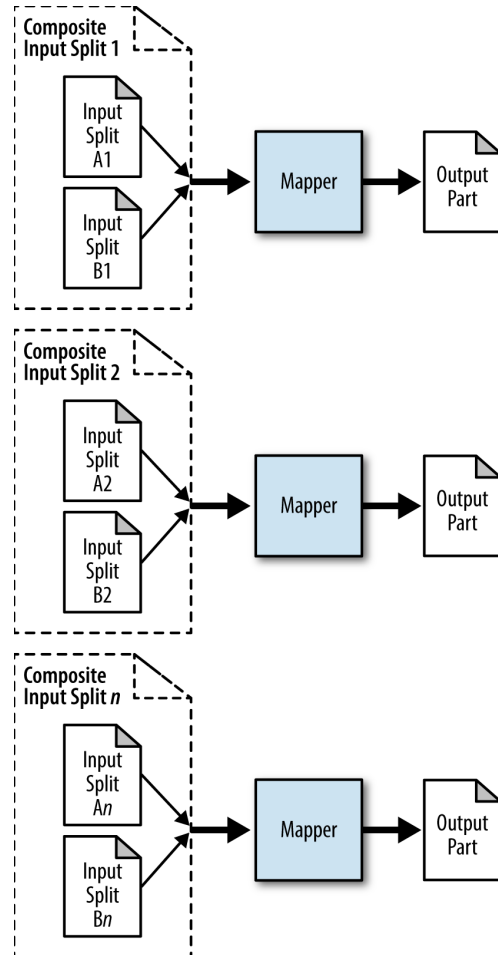 Composite
Input Split 1
Input
Split
A1
Input
Split
B1
Mapper
Output
Part
Composite
Input Split 2
Input
Split
A2
Input
Split
B2
Mapper
Output
Part
Composite
Input Split n
Input
Split
An
Input
Split
Bn
Mapper
Output
Part